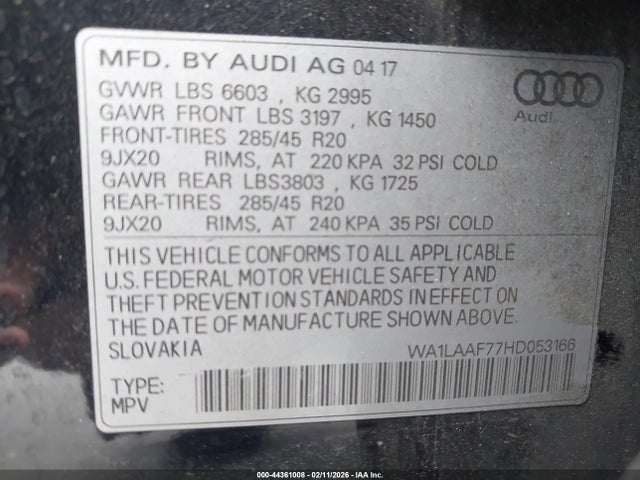 MFD. BY AUDI AG 04 17
GVWR LBS 6603 , KG 2995
GAWR FRONT LBS 3197 , KG 1450
FRONT-TIRES 285/45 R20
9JX20 RIMS, AT 220 KPA 32 PSI COLD
GAWR REAR LBS3803 , KG 1725
REAR-TIRES 285/45 R20
9JX20 RIMS, AT 240 KPA 35 PSI COLD
Audi
THIS VEHICLE CONFORMS TO ALL APPLICABLE
U.S. FEDERAL MOTOR VEHICLE SAFETY AND
THEFT PREVENTION STANDARDS IN EFFECT ON
THE DATE OF MANUFACTURE SHOWN ABOVE.
SLOVAKIA WA1LAAF77HD053166
TYPE:
MPV
000-44361008 - 02/11/2026 - IAAI Inc.